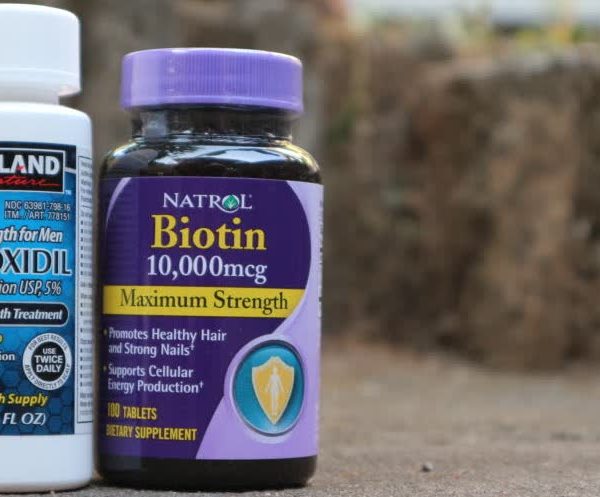 LAND
NDC 63981-798-16
ITM. / ART. 778151
gth for Men
OXIDIL
ion USP, 5%
th Treatment
USE
TWICE
DAILY
h Supply
FL OZ)
NATROL
Biotin
10,000mcg
Maximum Strength
• Promotes Healthy Hair
and Strong Nails†
• Supports Cellular
Energy Production†
100 TABLETS
DIETARY SUPPLEMENT